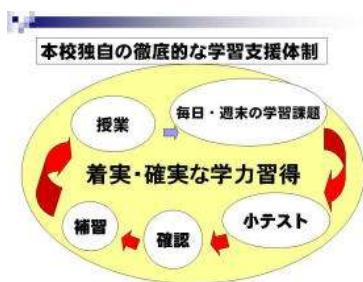 本校独自の徹底的な学習支援体制
授業
毎日・週末の学習課題
着実・確実な学力習得
補習
確認
小テスト